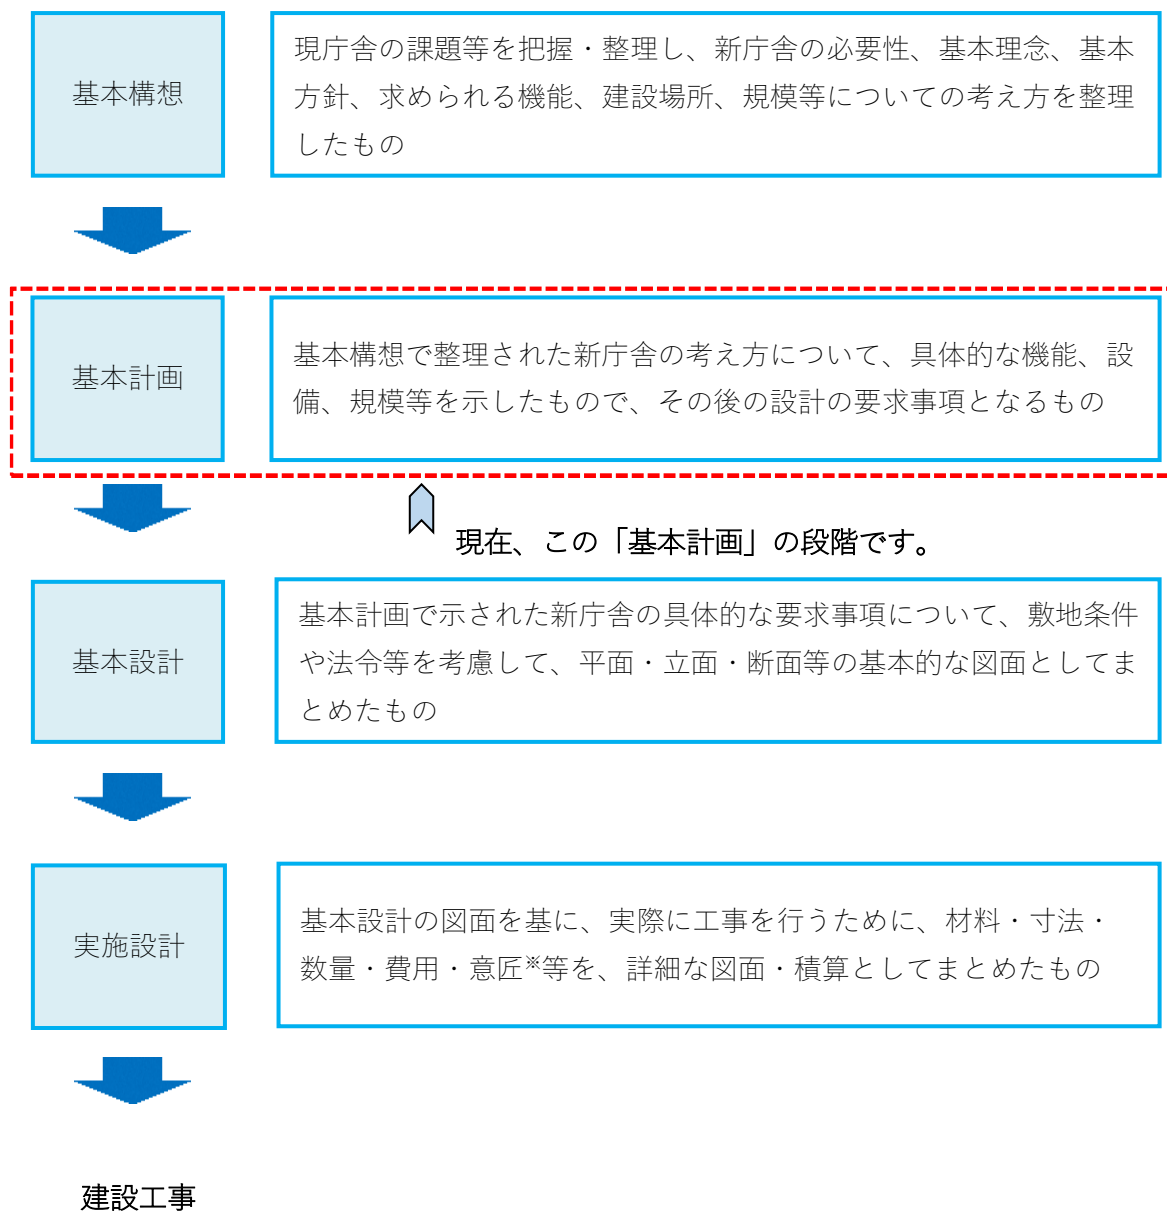 基本構想
現庁舎の課題等を把握・整理し、新庁舎の必要性、基本理念、基本
方針、求められる機能、建設場所、規模等についての考え方を整理
したもの
基本計画
基本構想で整理された新庁舎の考え方について、具体的な機能、設
備、規模等を示したもので、その後の設計の要求事項となるもの
現在、この「基本計画」の段階です。
基本設計
基本計画で示された新庁舎の具体的な要求事項について、敷地条件
や法令等を考慮して、平面・立面・断面等の基本的な図面としてま
とめたもの
実施設計
基本設計の図面を基に、実際に工事を行うために、材料・寸法・
数量・費用・意匠※等を、詳細な図面・積算としてまとめたもの
建設工事